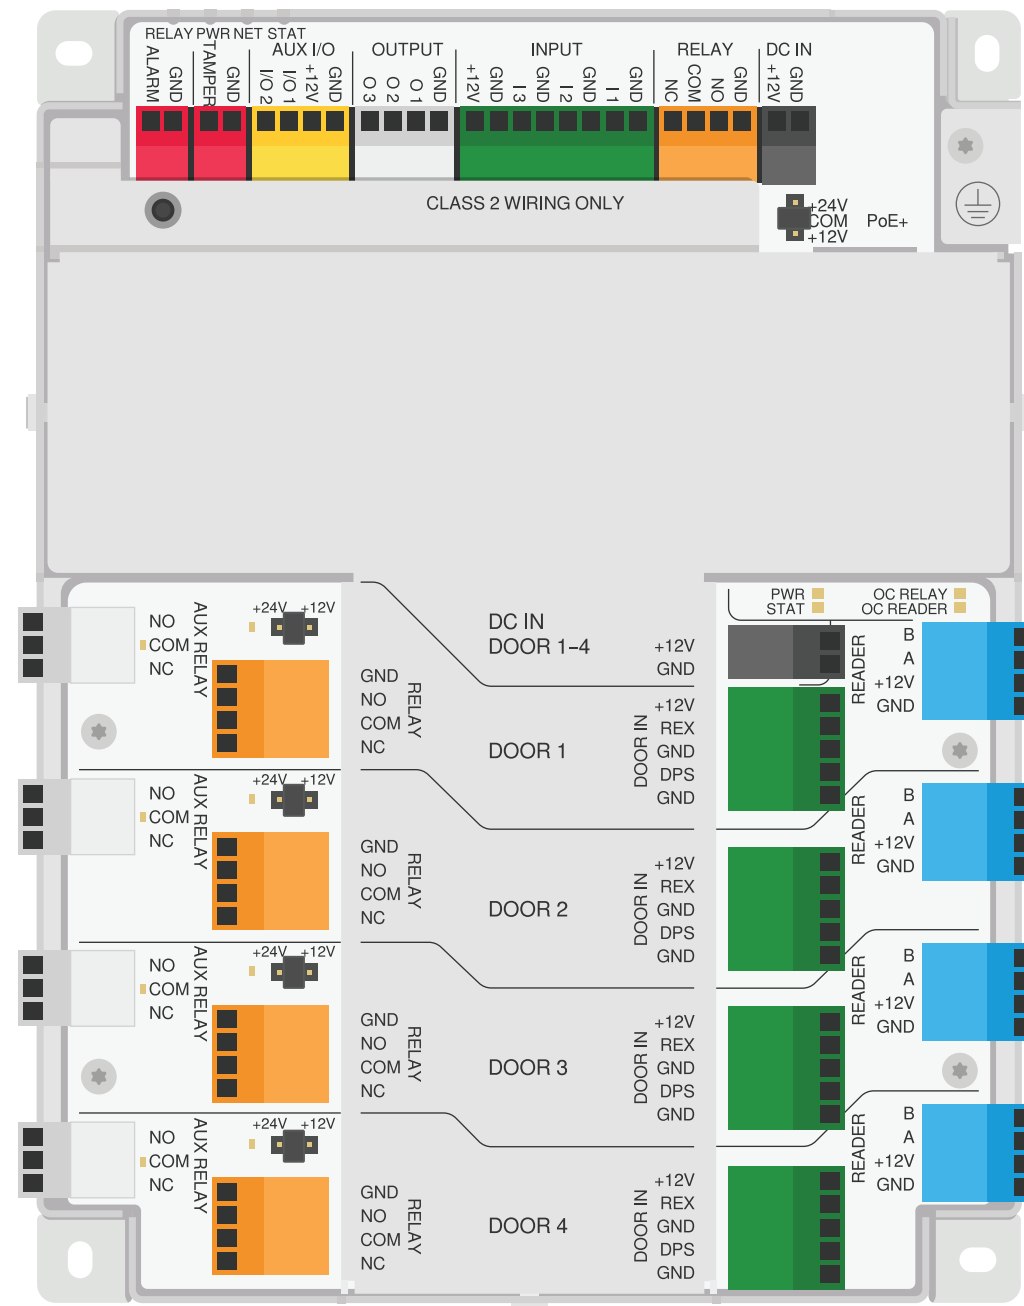 RELAY PWR NET STAT
AUX I/O OUTPUT INPUT RELAY DC IN
ALARM GND TAMPER GND I/O 2 I/O 1 +12V GND O 3 O 2 O 1 GND +12V GND I 3 GND I 2 GND I 1 GND NC COM NO GND +12V GND
CLASS 2 WIRING ONLY
+24V
COM PoE+
+12V
PWR OC RELAY
STAT OC READER
DC IN
DOOR 1-4
+12V
GND
NO
COM
NC
AUX RELAY
+24V +12V
GND
NO
COM
NC
RELAY
DOOR 1
DOOR IN
+12V
REX
GND
DPS
GND
READER
B
A
+12V
GND
NO
COM
NC
AUX RELAY
+24V +12V
GND
NO
COM
NC
RELAY
DOOR 2
DOOR IN
+12V
REX
GND
DPS
GND
READER
B
A
+12V
GND
NO
COM
NC
AUX RELAY
+24V +12V
GND
NO
COM
NC
RELAY
DOOR 3
DOOR IN
+12V
REX
GND
DPS
GND
READER
B
A
+12V
GND
NO
COM
NC
AUX RELAY
+24V +12V
GND
NO
COM
NC
RELAY
DOOR 4
DOOR IN
+12V
REX
GND
DPS
GND
READER
B
A
+12V
GND